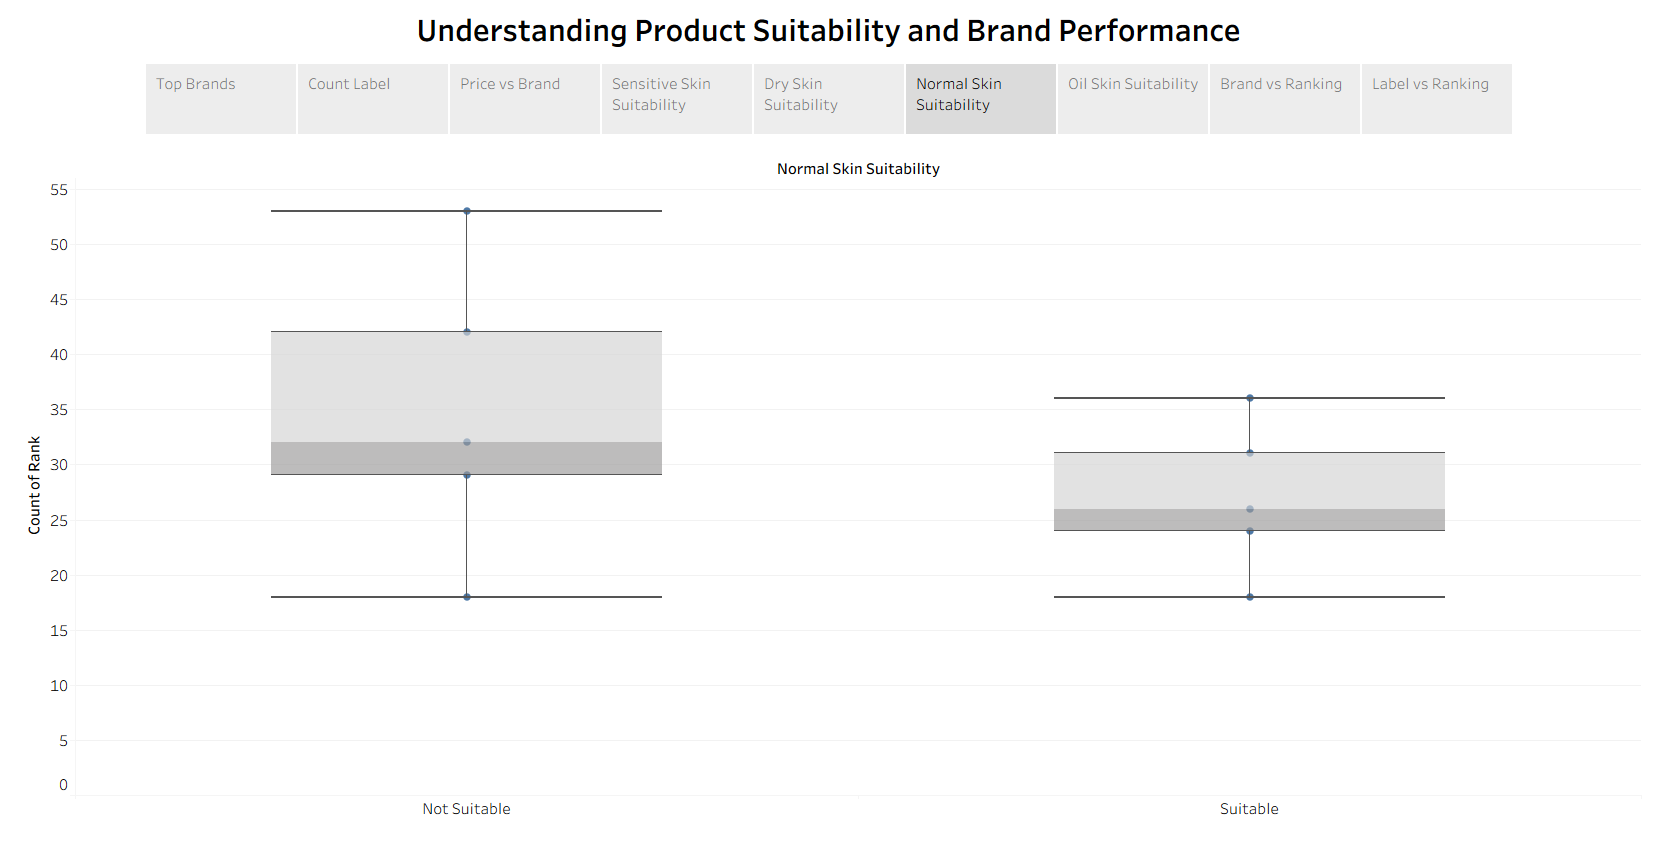 Understanding Product Suitability and Brand Performance
Top Brands
Count Label
Price vs Brand
Sensitive Skin
Suitability
Dry Skin
Suitability
Normal Skin
Suitability
Oil Skin Suitability
Brand vs Ranking
Label vs Ranking
Normal Skin Suitability
Count of Rank
55
50
45
40
35
30
25
20
15
10
5
0
Not Suitable
Suitable